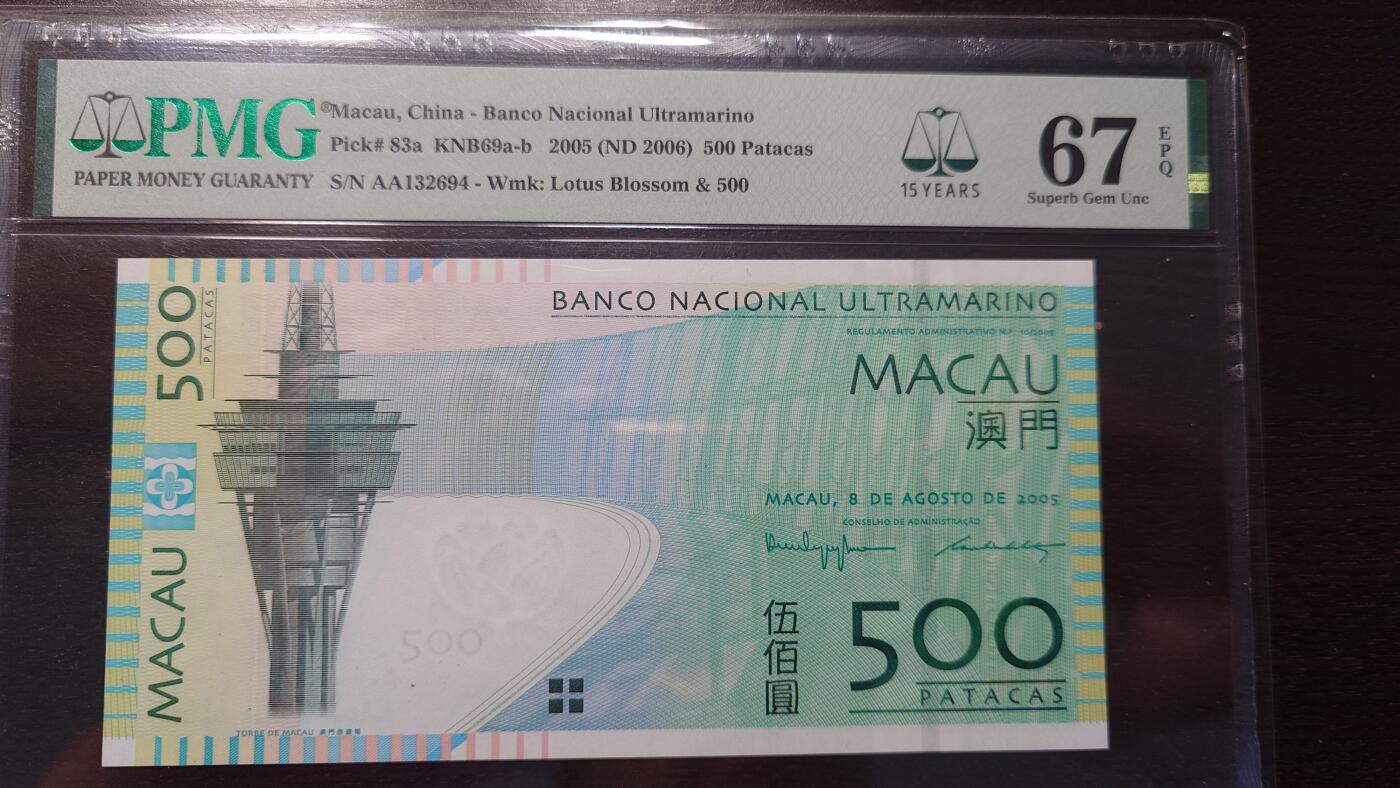 PMG®
PAPER MONEY GUARANTY
Macau, China - Banco Nacional Ultramarino
Pick# 83a KNB69a-b 2005 (ND 2006) 500 Patacas
S/N AA132694 - Wmk: Lotus Blossom & 500
15 YEARS
67
EPQ
Superb Gem Unc
500
PATACAS
MACAU
BANCO NACIONAL ULTRAMARINO
REGULAMENTO ADMINISTRATIVO N.º
MACAU
澳門
MACAU, 8 DE AGOSTO DE 2005
CONSELHO DE ADMINISTRAÇÃO
500
伍佰圓
500
PATACAS
TORRE DE MACAU